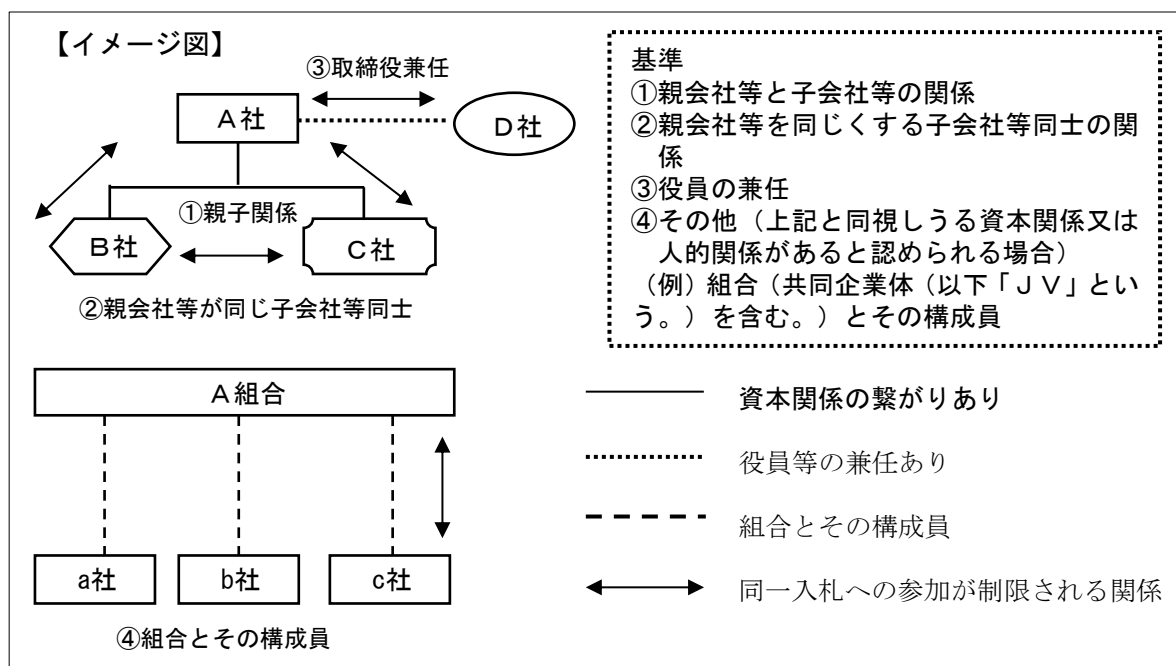 【イメージ図】
③取締役兼任
A社
D社
①親子関係
B社
C社
②親会社等が同じ子会社等同士
基準
①親会社等と子会社等の関係
②親会社等を同じくする子会社等同士の関
係
③役員の兼任
④その他（上記と同視しうる資本関係又は
人的関係があると認められる場合）
（例）組合（共同企業体（以下「ＪＶ」とい
う。）を含む。）とその構成員
A組合
a社
b社
c社
④組合とその構成員
資本関係の繋がりあり
役員等の兼任あり
組合とその構成員
同一入札への参加が制限される関係